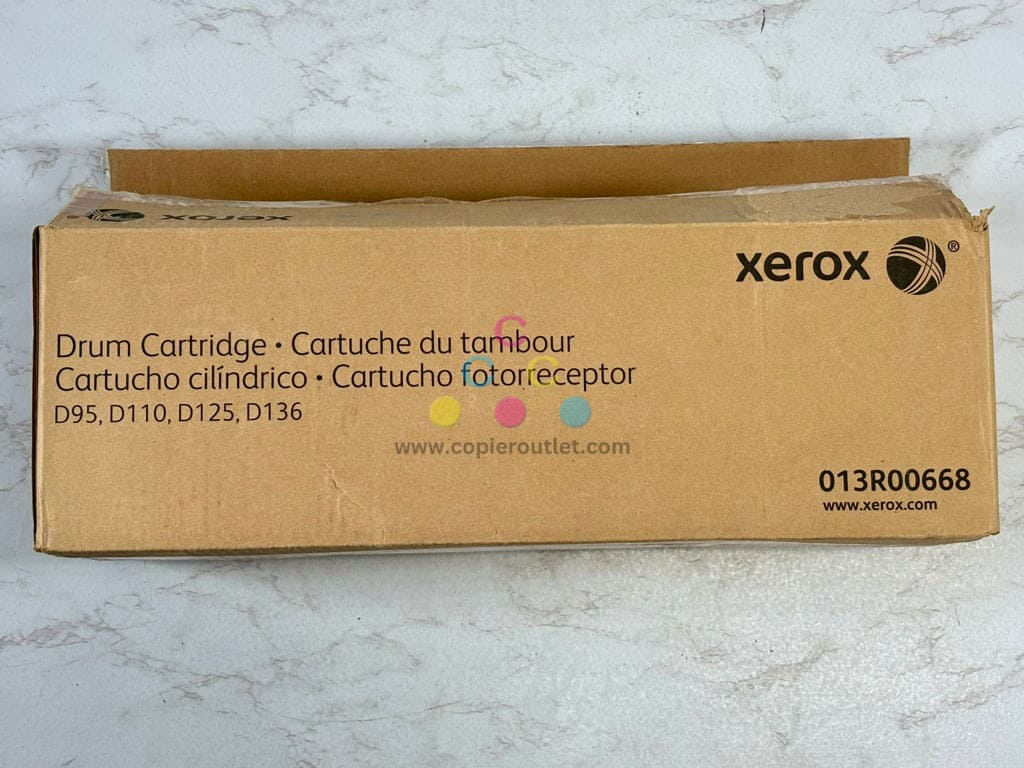 xerox
xerox ®
Drum Cartridge • Cartuche du tambour
Cartucho cilíndrico • Cartucho fotorreceptor
D95, D110, D125, D136
C
C C
www.copieroutlet.com
013R00668
www.xerox.com